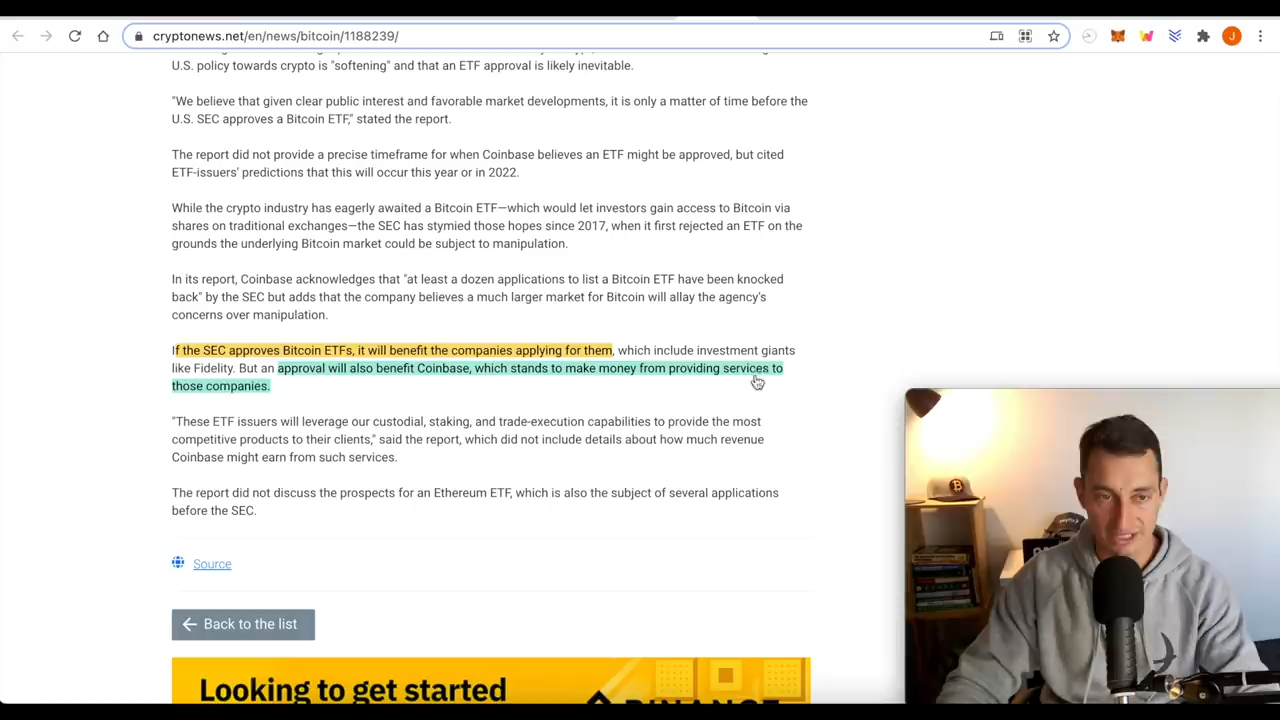 cryptonews.net/en/news/bitcoin/1188239/
J
U.S. policy towards crypto is "softening" and that an ETF approval is likely inevitable.
"We believe that given clear public interest and favorable market developments, it is only a matter of time before the
U.S. SEC approves a Bitcoin ETF," stated the report.
The report did not provide a precise timeframe for when Coinbase believes an ETF might be approved, but cited
ETF-issuers' predictions that this will occur this year or in 2022.
While the crypto industry has eagerly awaited a Bitcoin ETF—which would let investors gain access to Bitcoin via
shares on traditional exchanges—the SEC has stymied those hopes since 2017, when it first rejected an ETF on the
grounds the underlying Bitcoin market could be subject to manipulation.
In its report, Coinbase acknowledges that "at least a dozen applications to list a Bitcoin ETF have been knocked
back" by the SEC but adds that the company believes a much larger market for Bitcoin will allay the agency's
concerns over manipulation.
If the SEC approves Bitcoin ETFs, it will benefit the companies applying for them, which include investment giants
like Fidelity. But an approval will also benefit Coinbase, which stands to make money from providing services to
those companies.
"These ETF issuers will leverage our custodial, staking, and trade-execution capabilities to provide the most
competitive products to their clients," said the report, which did not include details about how much revenue
Coinbase might earn from such services.
The report did not discuss the prospects for an Ethereum ETF, which is also the subject of several applications
before the SEC.
Source
Back to the list
Looking to get started
BINANCE